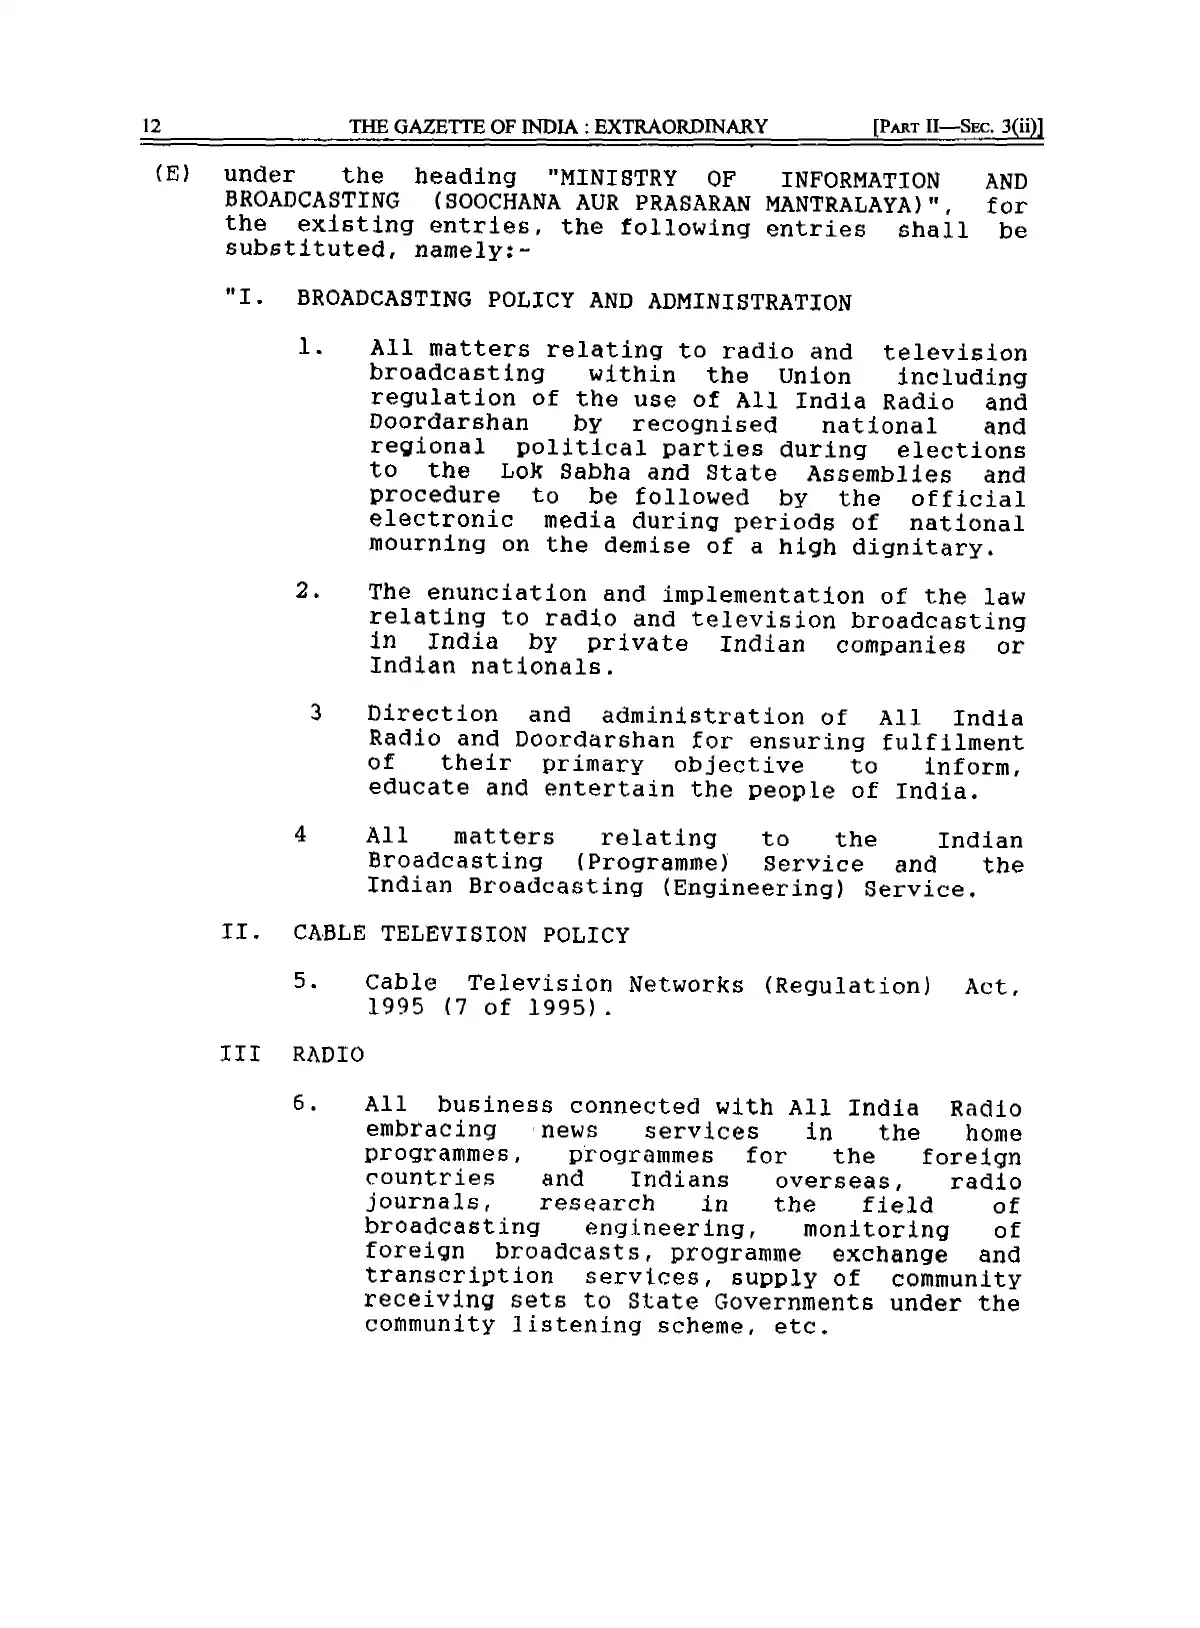 12 THE GAZETTE OF INDIA : EXTRAORDINARY [PART II—SEC. 3(ii)]
(E) under the heading "MINISTRY OF INFORMATION AND
BROADCASTING (SOOCHANA AUR PRASARAN MANTRALAYA)", for
the existing entries, the following entries shall be
substituted, namely:-
"I. BROADCASTING POLICY AND ADMINISTRATION
1. All matters relating to radio and television
broadcasting within the Union including
regulation of the use of All India Radio and
Doordarshan by recognised national and
regional political parties during elections
to the Lok Sabha and State Assemblies and
procedure to be followed by the official
electronic media during periods of national
mourning on the demise of a high dignitary.
2. The enunciation and implementation of the law
relating to radio and television broadcasting
in India by private Indian companies or
Indian nationals.
3 Direction and administration of All India
Radio and Doordarshan for ensuring fulfilment
of their primary objective to inform,
educate and entertain the people of India.
4 All matters relating to the Indian
Broadcasting (Programme) Service and the
Indian Broadcasting (Engineering) Service.
II. CABLE TELEVISION POLICY
5. Cable Television Networks (Regulation) Act,
1995 (7 of 1995).
III RADIO
6. All business connected with All India Radio
embracing news services in the home
programmes, programmes for the foreign
countries and Indians overseas, radio
journals, research in the field of
broadcasting engineering, monitoring of
foreign broadcasts, programme exchange and
transcription services, supply of community
receiving sets to State Governments under the
community listening scheme, etc.